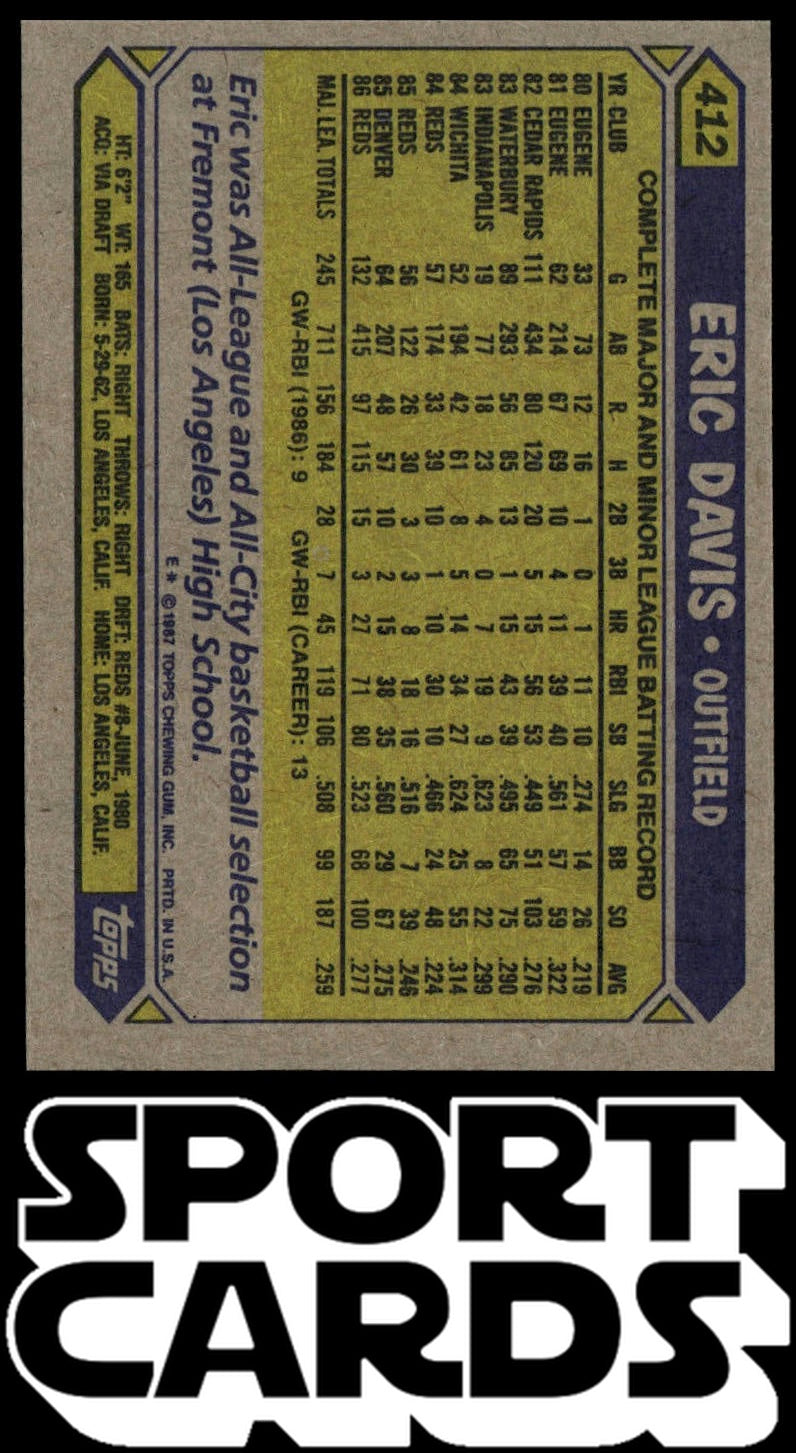 412
ERIC DAVIS • OUTFIELD
COMPLETE MAJOR AND MINOR LEAGUE BATTING RECORD
YR CLUB G AB R H 2B 3B HR RBI SB SLG BB SO AVG
80 EUGENE 33 73 12 16 1 0 1 11 10 .274 14 26 .219
81 EUGENE 62 214 67 69 10 4 11 39 40 .561 57 59 .322
82 CEDAR RAPIDS 111 434 80 120 20 5 15 56 53 .449 51 103 .276
83 WATERBURY 89 293 56 85 13 1 15 43 39 .495 65 75 .290
83 INDIANAPOLIS 19 77 18 23 4 0 7 19 9 .623 8 22 .299
84 WICHITA 52 194 42 61 8 5 14 34 27 .624 25 55 .314
84 REDS 57 174 33 39 10 1 10 30 10 .466 24 48 .224
85 REDS 56 122 26 30 3 3 8 18 16 .516 7 39 .246
85 DENVER 64 207 48 57 10 2 15 38 35 .560 29 67 .275
86 REDS 132 415 97 115 15 3 27 71 80 .523 68 100 .277
MAJ. LEA. TOTALS 245 711 156 184 28 7 45 119 106 .508 99 187 .259
GW-RBI (1986): 9 GW-RBI (CAREER): 13
Eric was All-League and All-City basketball selection
at Fremont (Los Angeles) High School.
E* © 1987 TOPPS CHEWING GUM, INC. PRTD. IN U.S.A.
HT: 6'2" WT: 165 BATS: RIGHT THROWS: RIGHT DRFT: REDS #8-JUNE, 1980
ACQ: VIA DRAFT BORN: 5-29-62, LOS ANGELES, CALIF. HOME: LOS ANGELES, CALIF.
topps
SPORT
CARDS